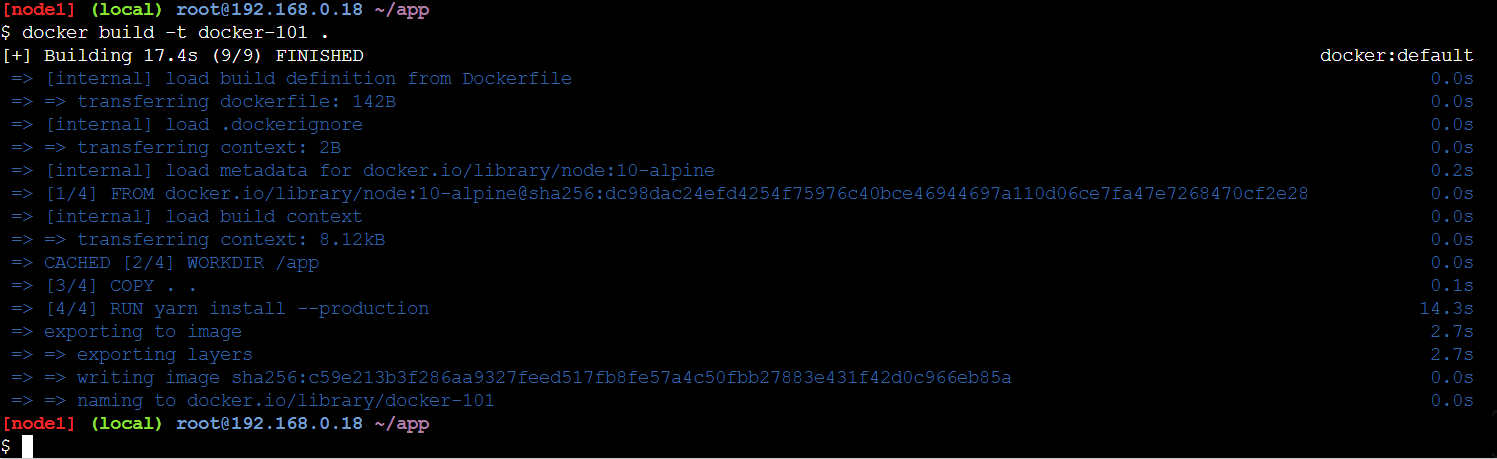 [node1] (local) root@192.168.0.18 ~/app
$ docker build -t docker-101 .
[+] Building 17.4s (9/9) FINISHED docker:default
=> [internal] load build definition from Dockerfile 0.0s
=> => transferring dockerfile: 142B 0.0s
=> [internal] load .dockerignore 0.0s
=> => transferring context: 2B 0.0s
=> [internal] load metadata for docker.io/library/node:10-alpine 0.2s
=> [1/4] FROM docker.io/library/node:10-alpine@sha256:dc98dac24efd4254f75976c40bce46944697a110d06ce7fa47e7268470cf2e28 0.0s
=> [internal] load build context 0.0s
=> => transferring context: 8.12kB 0.0s
=> CACHED [2/4] WORKDIR /app 0.0s
=> [3/4] COPY . . 0.1s
=> [4/4] RUN yarn install --production 14.3s
=> exporting to image 2.7s
=> => exporting layers 2.7s
=> => writing image sha256:c59e213b3f286aa9327feed517fb8fe57a4c50fbb27883e431f42d0c966eb85a 0.0s
=> => naming to docker.io/library/docker-101 0.0s
[node1] (local) root@192.168.0.18 ~/app
$